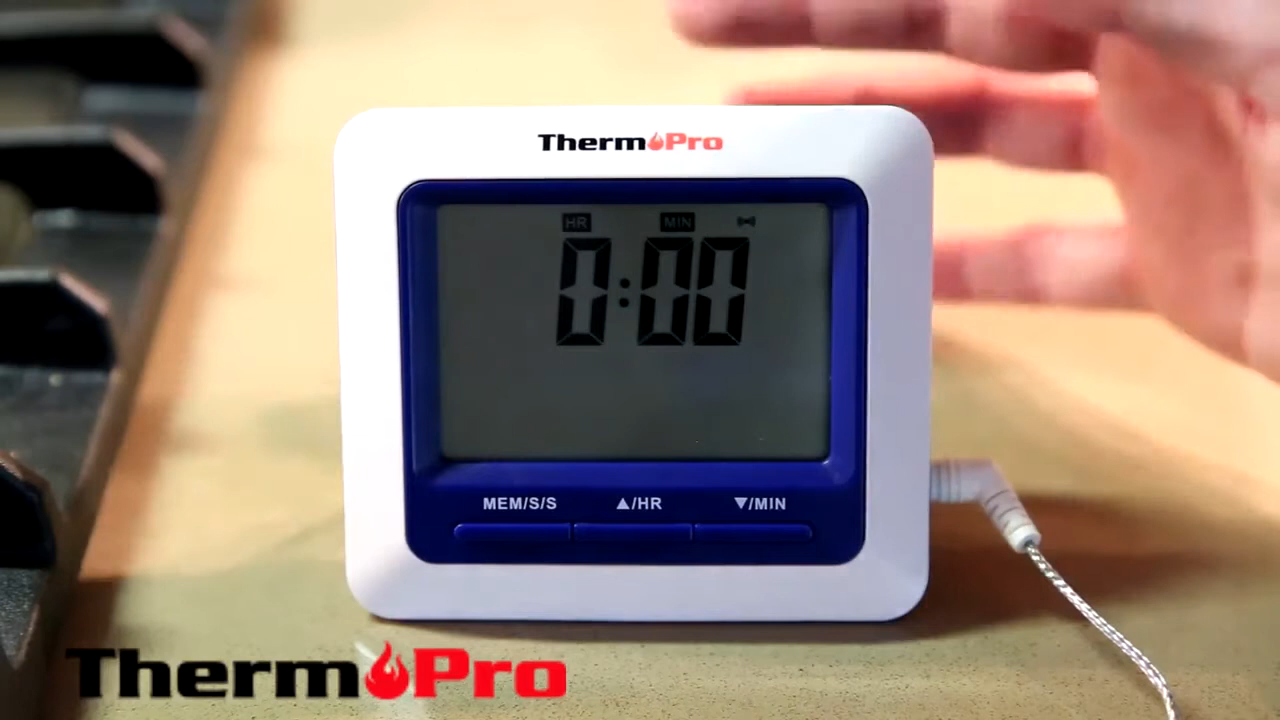 ThermoPro
HR MIN
0:00
MEM/S/S ▲/HR ▼/MIN
ThermoPro